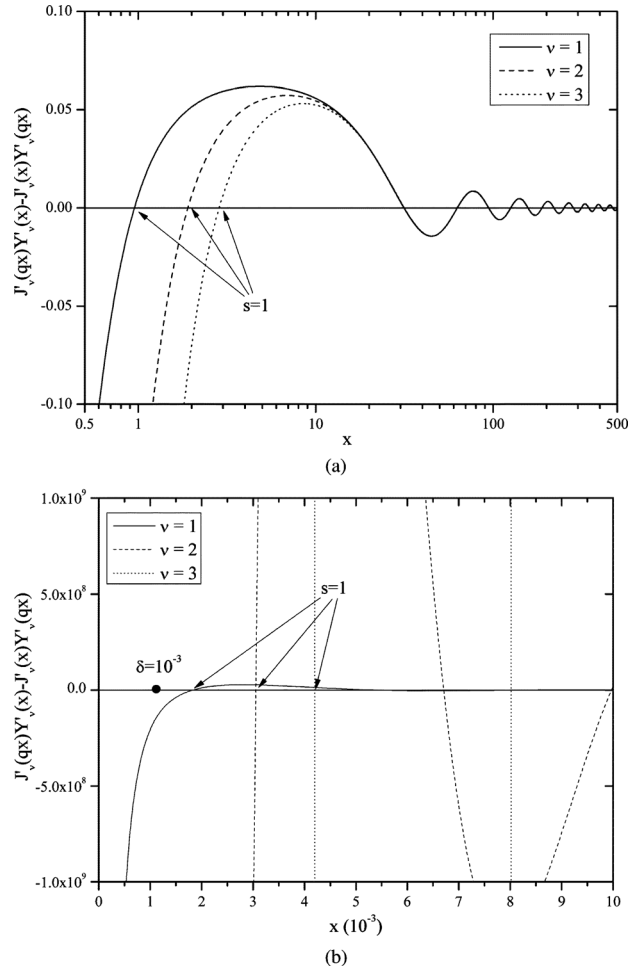 0.10
0.05
0.00
-0.05
-0.10
J'ᵥ(qx)Y'ᵥ(x)-J'ᵥ(x)Y'ᵥ(qx)
ν = 1
ν = 2
ν = 3
s=1
0.5 1 10 100 500
x
(a)
1.0x10⁹
5.0x10⁸
0.0
-5.0x10⁸
-1.0x10⁹
J'ᵥ(qx)Y'ᵥ(x)-J'ᵥ(x)Y'ᵥ(qx)
ν = 1
ν = 2
ν = 3
s=1
δ=10⁻³
0 1 2 3 4 5 6 7 8 9 10
x (10⁻³)
(b)